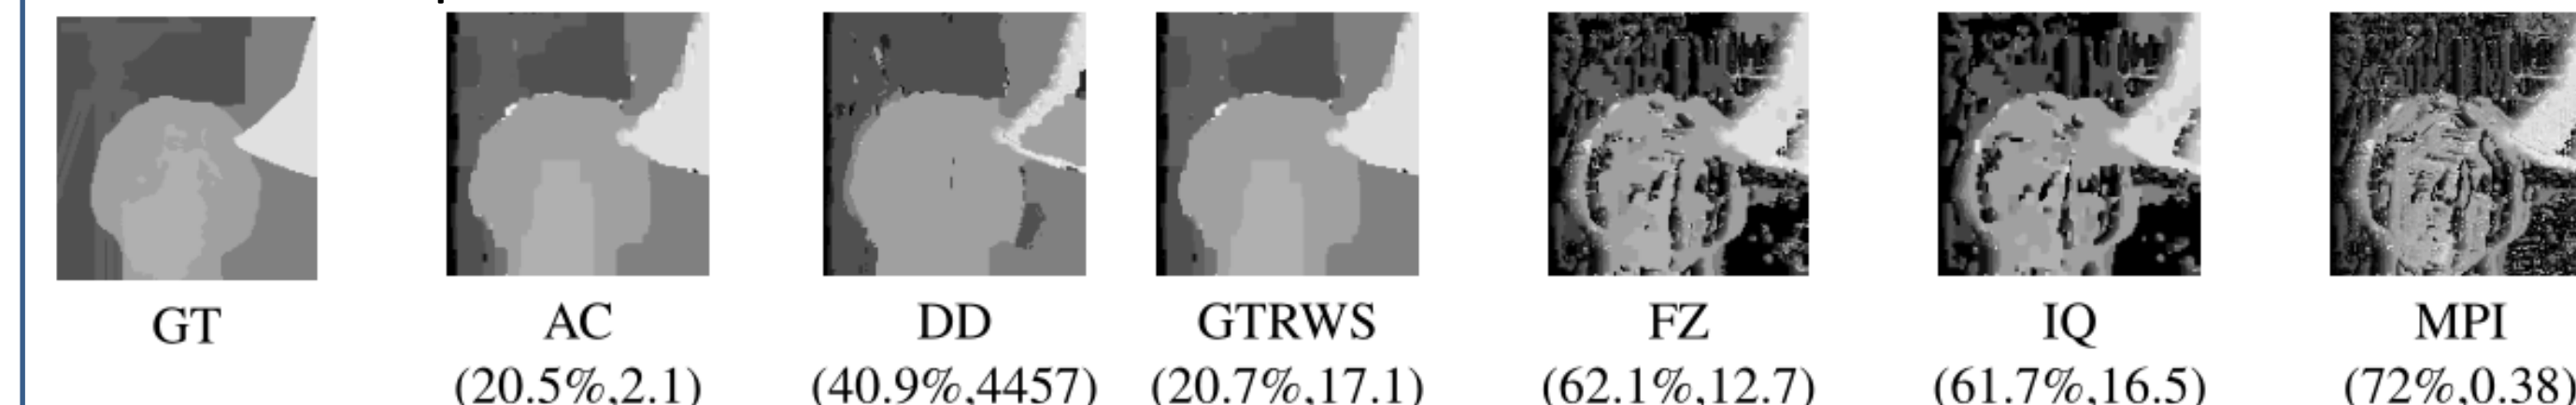 GT AC DD GTRWS FZ IQ MPI
(20.5%,2.1) (40.9%,4457) (20.7%,17.1) (62.1%,12.7) (61.7%,16.5) (72%,0.38)